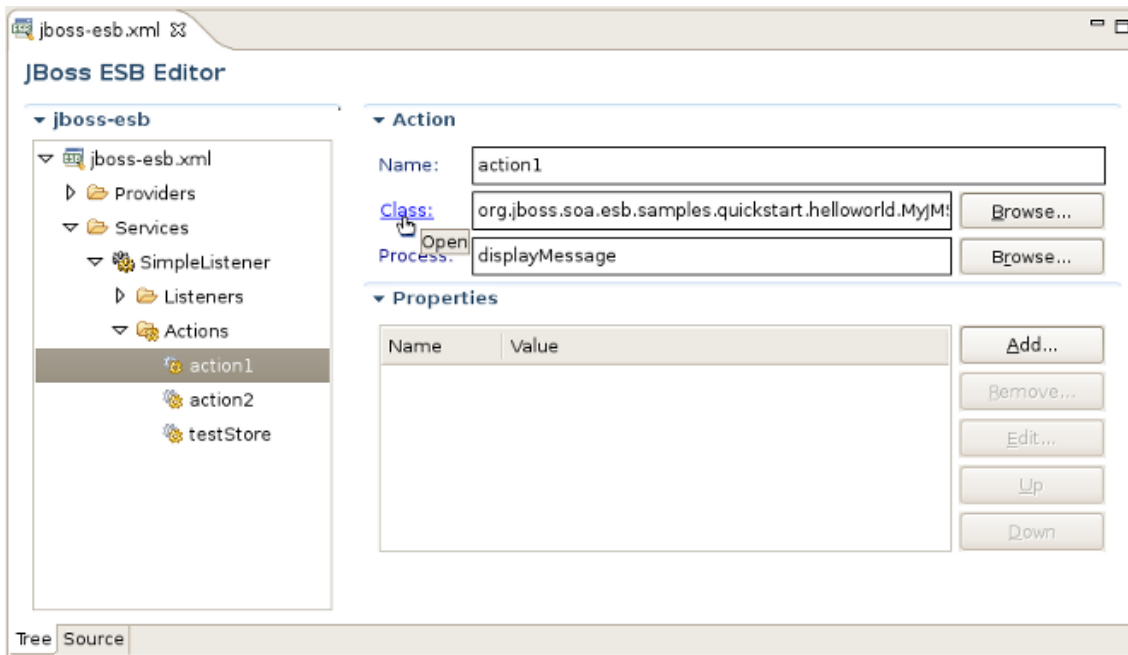 jboss-esb.xml
JBoss ESB Editor
jboss-esb
jboss-esb.xml
Providers
Services
SimpleListener
Listeners
Actions
action1
action2
testStore
Action
Name: action1
Class: org.jboss.soa.esb.samples.quickstart.helloworld.MyJMS Browse...
Open
Process: displayMessage Browse...
Properties
Name Value
Add...
Remove...
Edit...
Up
Down
Tree Source